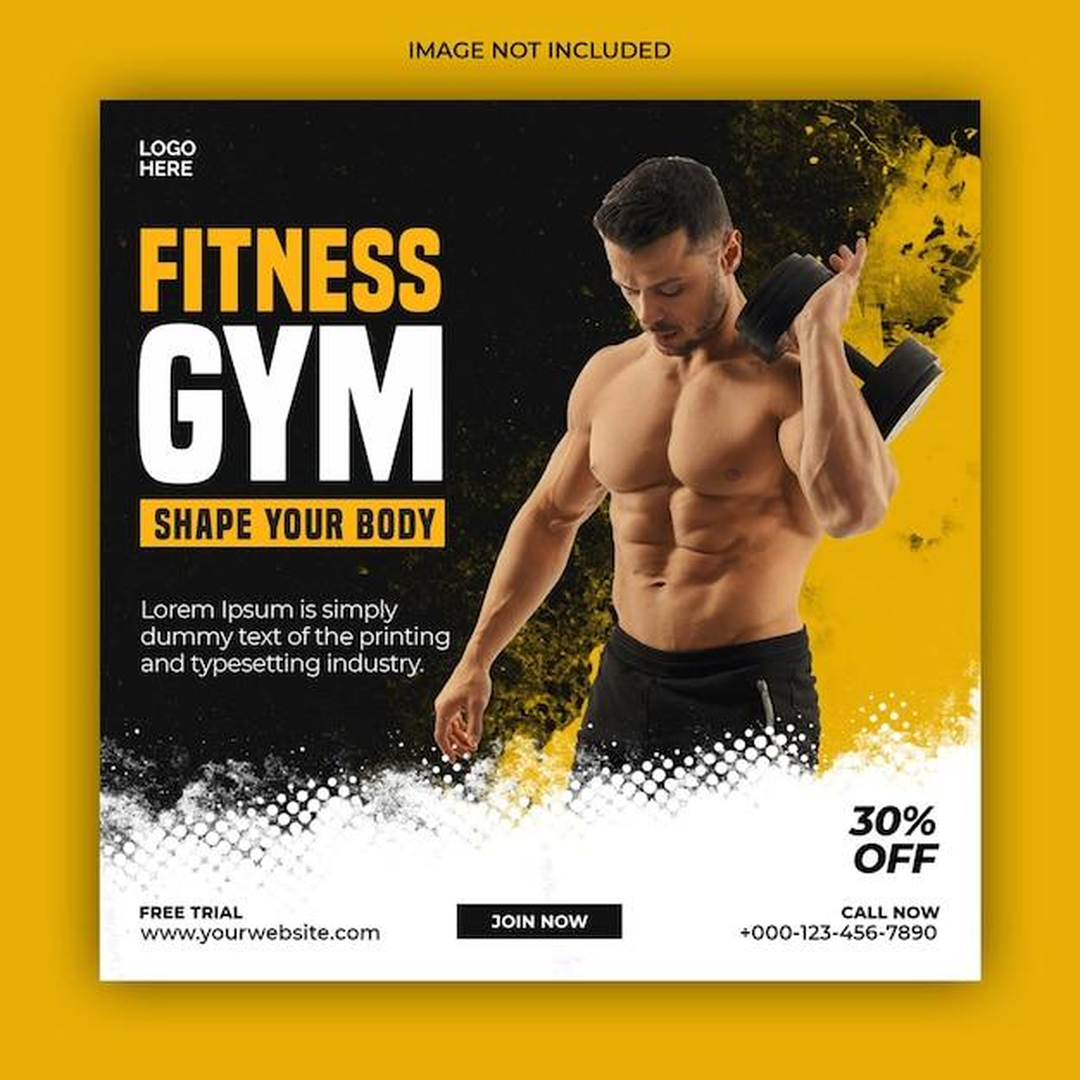 IMAGE NOT INCLUDED
LOGO
HERE
FITNESS
GYM
SHAPE YOUR BODY
Lorem Ipsum is simply
dummy text of the printing
and typesetting industry.
30%
OFF
FREE TRIAL
www.yourwebsite.com
JOIN NOW
CALL NOW
+000-123-456-7890